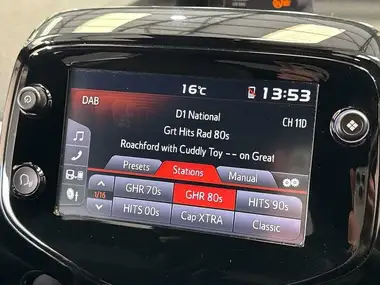 16°C
13:53
DAB
D1 National
CH 11D
Grt Hits Rad 80s
Roachford with Cuddly Toy -- on Great
Presets
Stations
Manual
1/16
GHR 70s
GHR 80s
HITS 90s
HITS 00s
Cap XTRA
Classic